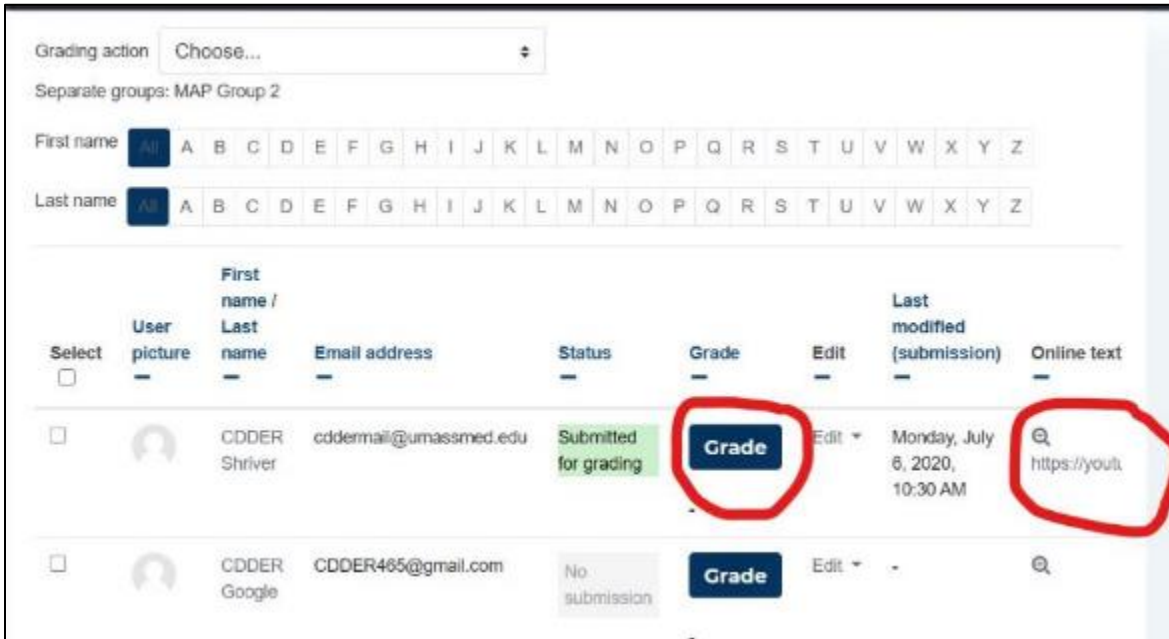 Grading action Choose...
Separate groups: MAP Group 2
First name All A B C D E F G H I J K L M N O P Q R S T U V W X Y Z
Last name All A B C D E F G H I J K L M N O P Q R S T U V W X Y Z
Select
User picture
First name / Last name
Email address
Status
Grade
Edit
Last modified (submission)
Online text
CDDER Shriver
cddermail@umassmed.edu
Submitted for grading
Grade
Edit
Monday, July 6, 2020, 10:30 AM
https://youtu
-
CDDER Google
CDDER465@gmail.com
No submission
Grade
Edit
-